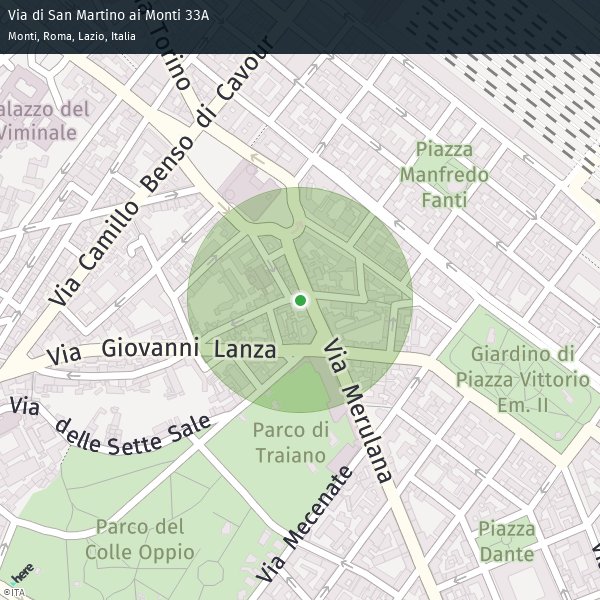 Via di San Martino ai Monti 33A
Monti, Roma, Lazio, Italia
Torino
alazzo del
Viminale
Via Camillo Benso di Cavour
Piazza
Manfredo
Fanti
Via Giovanni Lanza
Via Merulana
Giardino di
Piazza Vittorio
Em. II
Via delle Sette Sale
Parco di
Traiano
Via Mecenate
Parco del
Colle Oppio
Piazza
Dante
here
©ITA